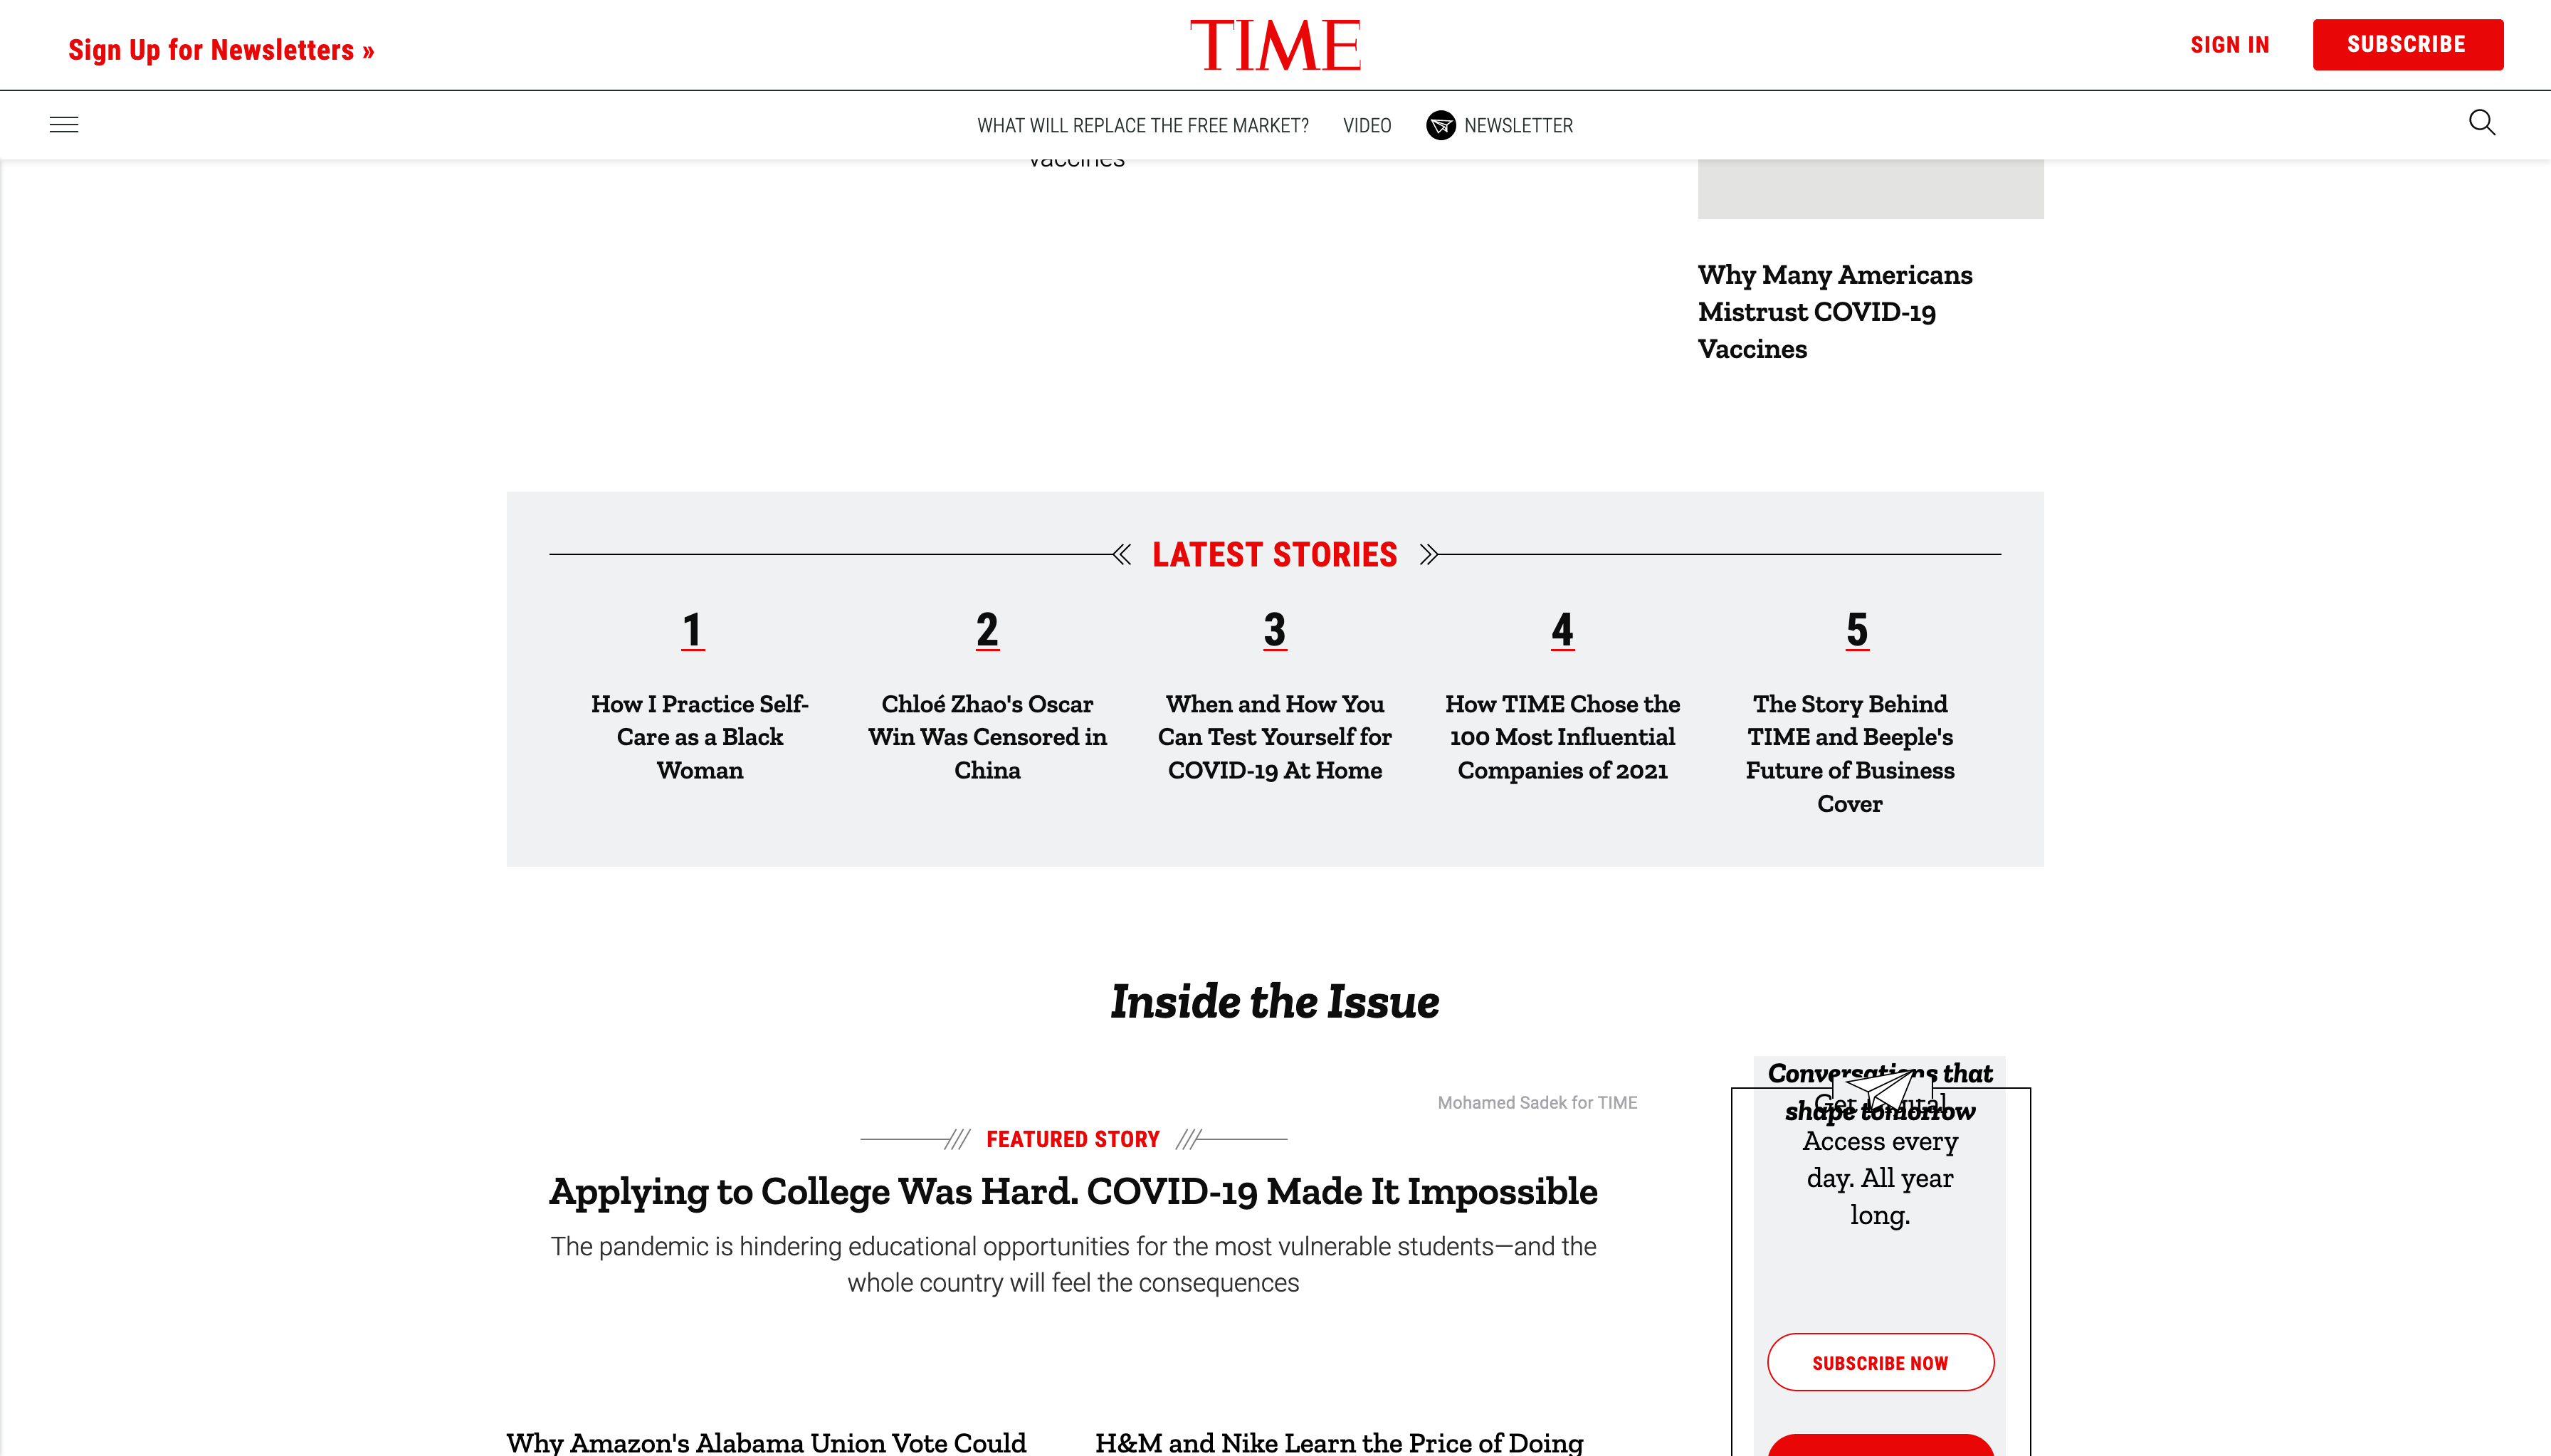 Sign Up for Newsletters »
TIME
SIGN IN
SUBSCRIBE
WHAT WILL REPLACE THE FREE MARKET?
VIDEO
NEWSLETTER
Vaccines
Why Many Americans
Mistrust COVID-19
Vaccines
LATEST STORIES
1
How I Practice Self-
Care as a Black
Woman
2
Chloé Zhao's Oscar
Win Was Censored in
China
3
When and How You
Can Test Yourself for
COVID-19 At Home
4
How TIME Chose the
100 Most Influential
Companies of 2021
5
The Story Behind
TIME and Beeple's
Future of Business
Cover
Inside the Issue
Mohamed Sadek for TIME
FEATURED STORY
Applying to College Was Hard. COVID-19 Made It Impossible
The pandemic is hindering educational opportunities for the most vulnerable students—and the
whole country will feel the consequences
Why Amazon's Alabama Union Vote Could
H&M and Nike Learn the Price of Doing
Conversations that
shape tomorrow
Get
Access every
day. All year
long.
SUBSCRIBE NOW